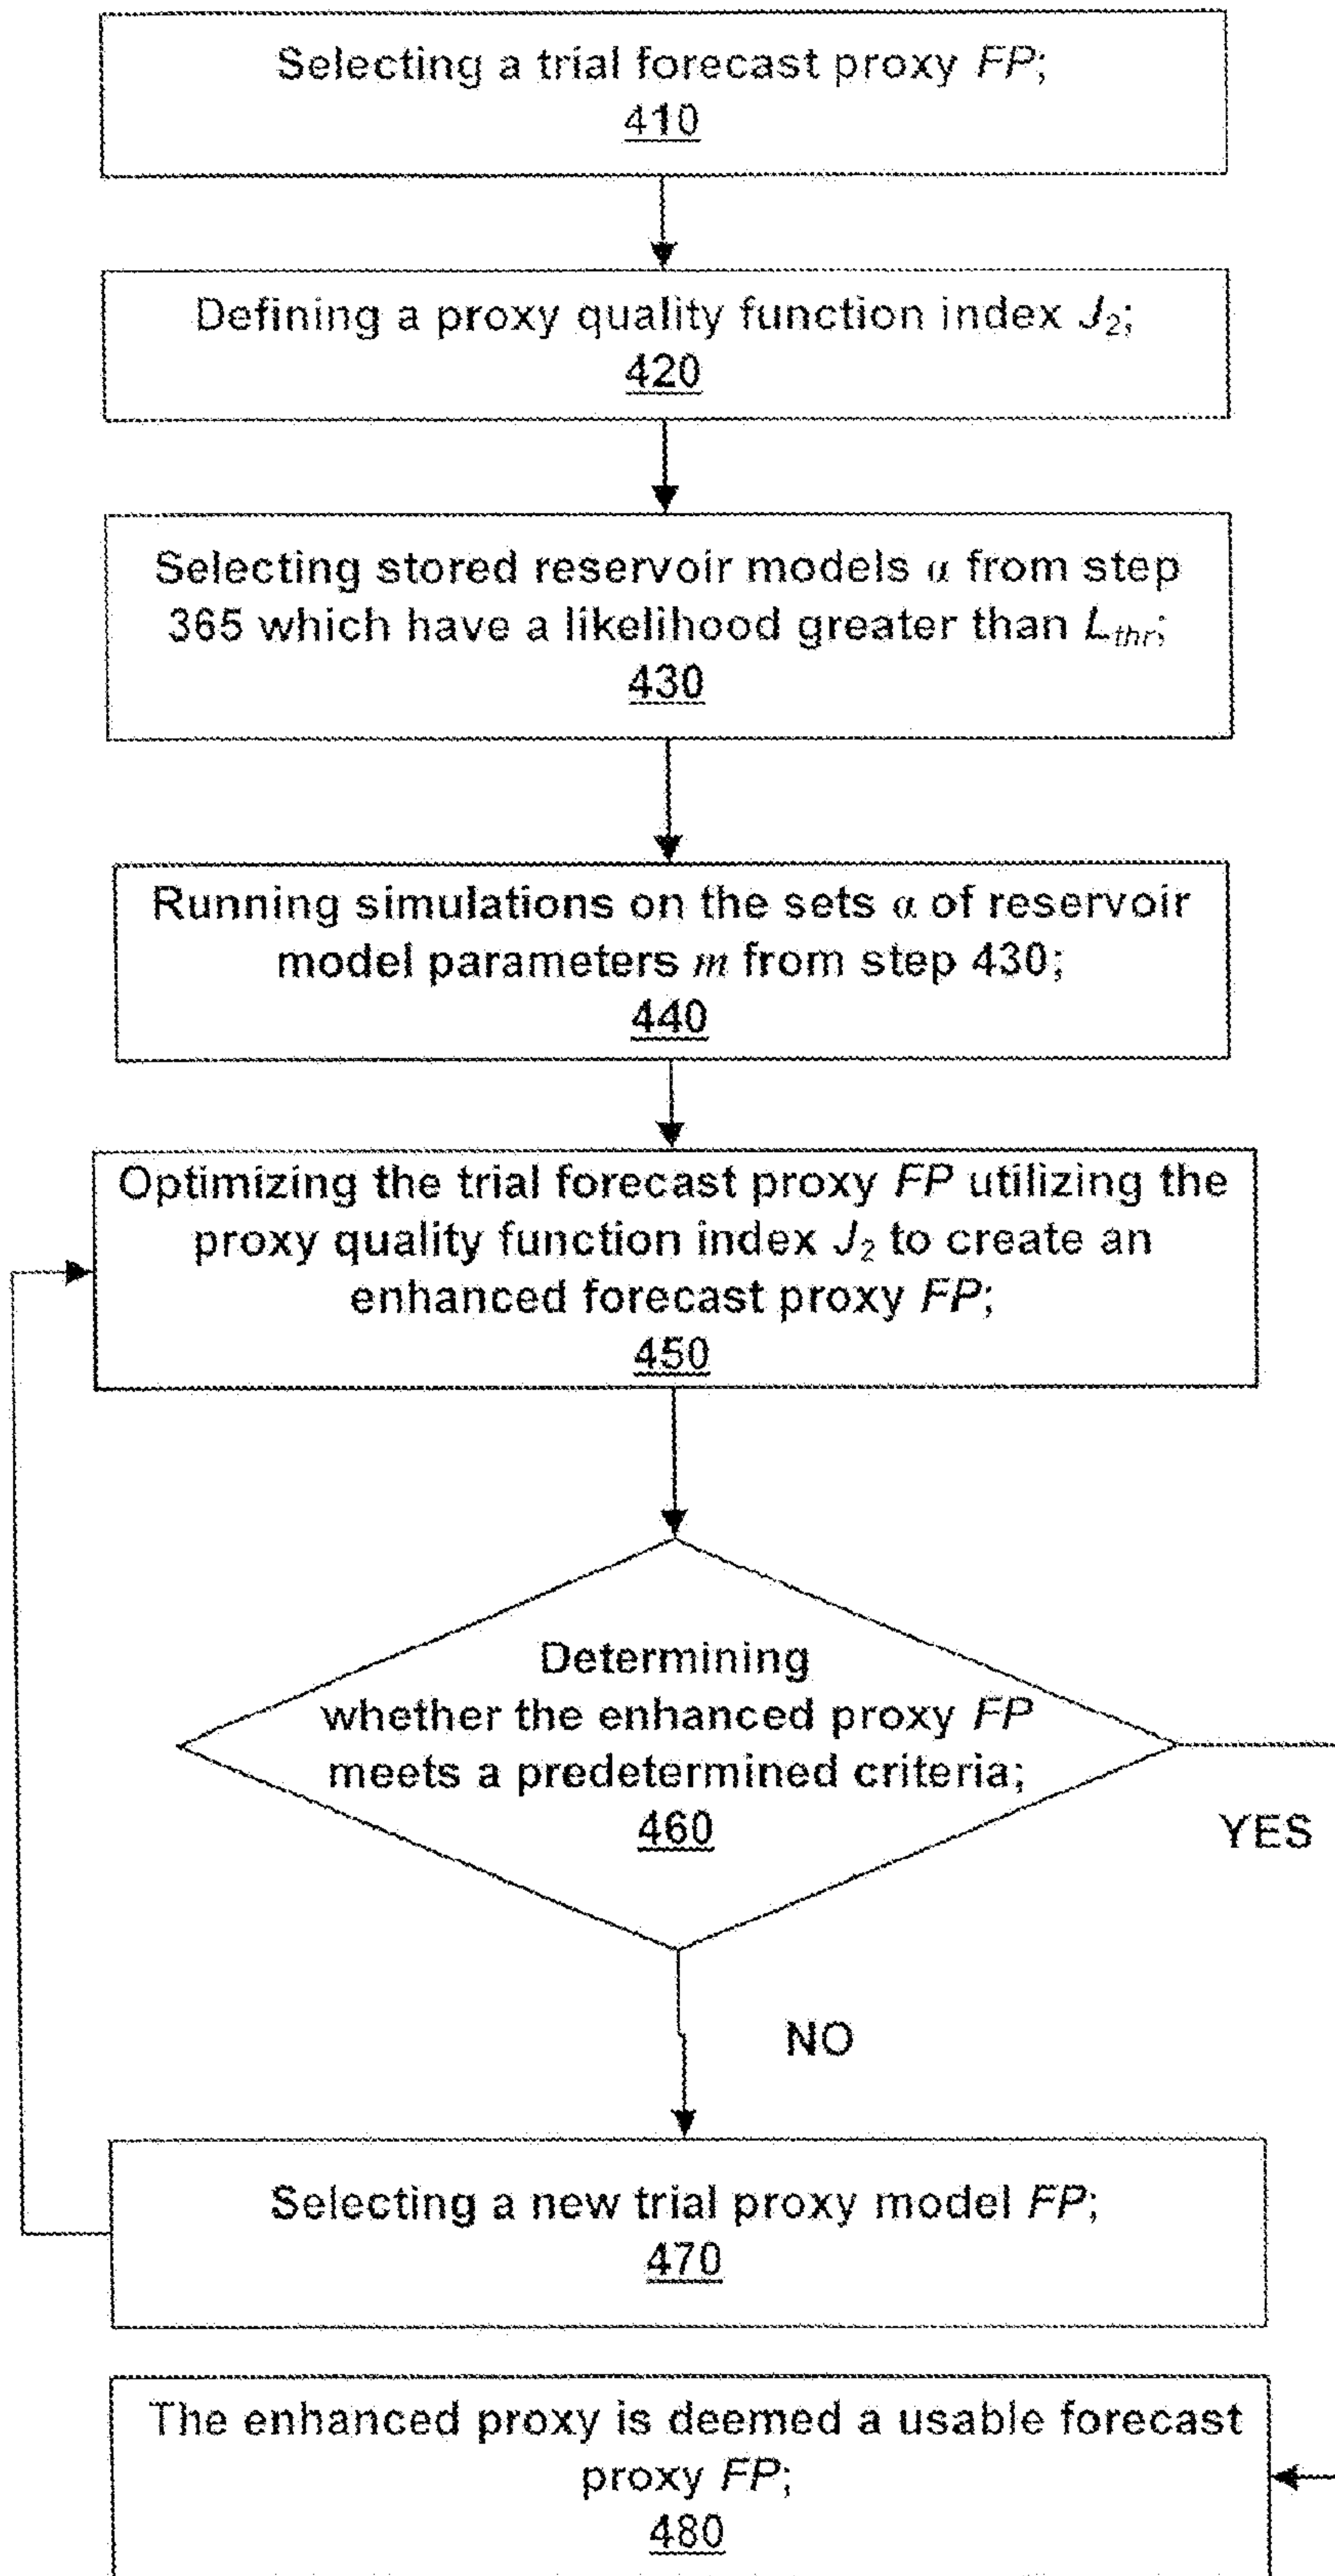 Selecting a trial forecast proxy FP;
410
Defining a proxy quality function index J₂;
420
Selecting stored reservoir models α from step
365 which have a likelihood greater than Lthr;
430
Running simulations on the sets α of reservoir
model parameters m from step 430;
440
Optimizing the trial forecast proxy FP utilizing the
proxy quality function index J₂ to create an
enhanced forecast proxy FP;
450
Determining
whether the enhanced proxy FP
meets a predetermined criteria;
460
YES
NO
Selecting a new trial proxy model FP;
470
The enhanced proxy is deemed a usable forecast
proxy FP;
480